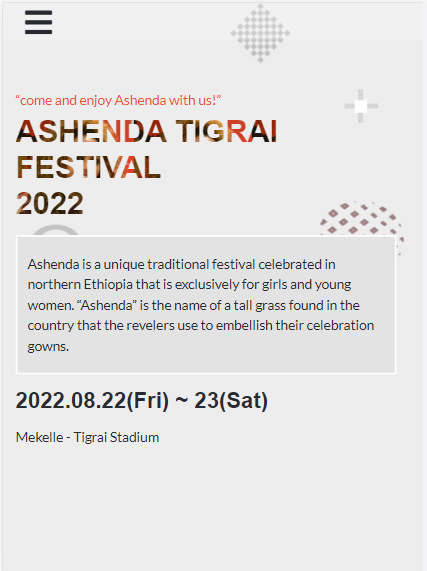 “come and enjoy Ashenda with us!”
ASHENDA TIGRAI
FESTIVAL
2022
Ashenda is a unique traditional festival celebrated in
northern Ethiopia that is exclusively for girls and young
women. “Ashenda” is the name of a tall grass found in the
country that the revelers use to embellish their celebration
gowns.
2022.08.22(Fri) ~ 23(Sat)
Mekelle - Tigrai Stadium